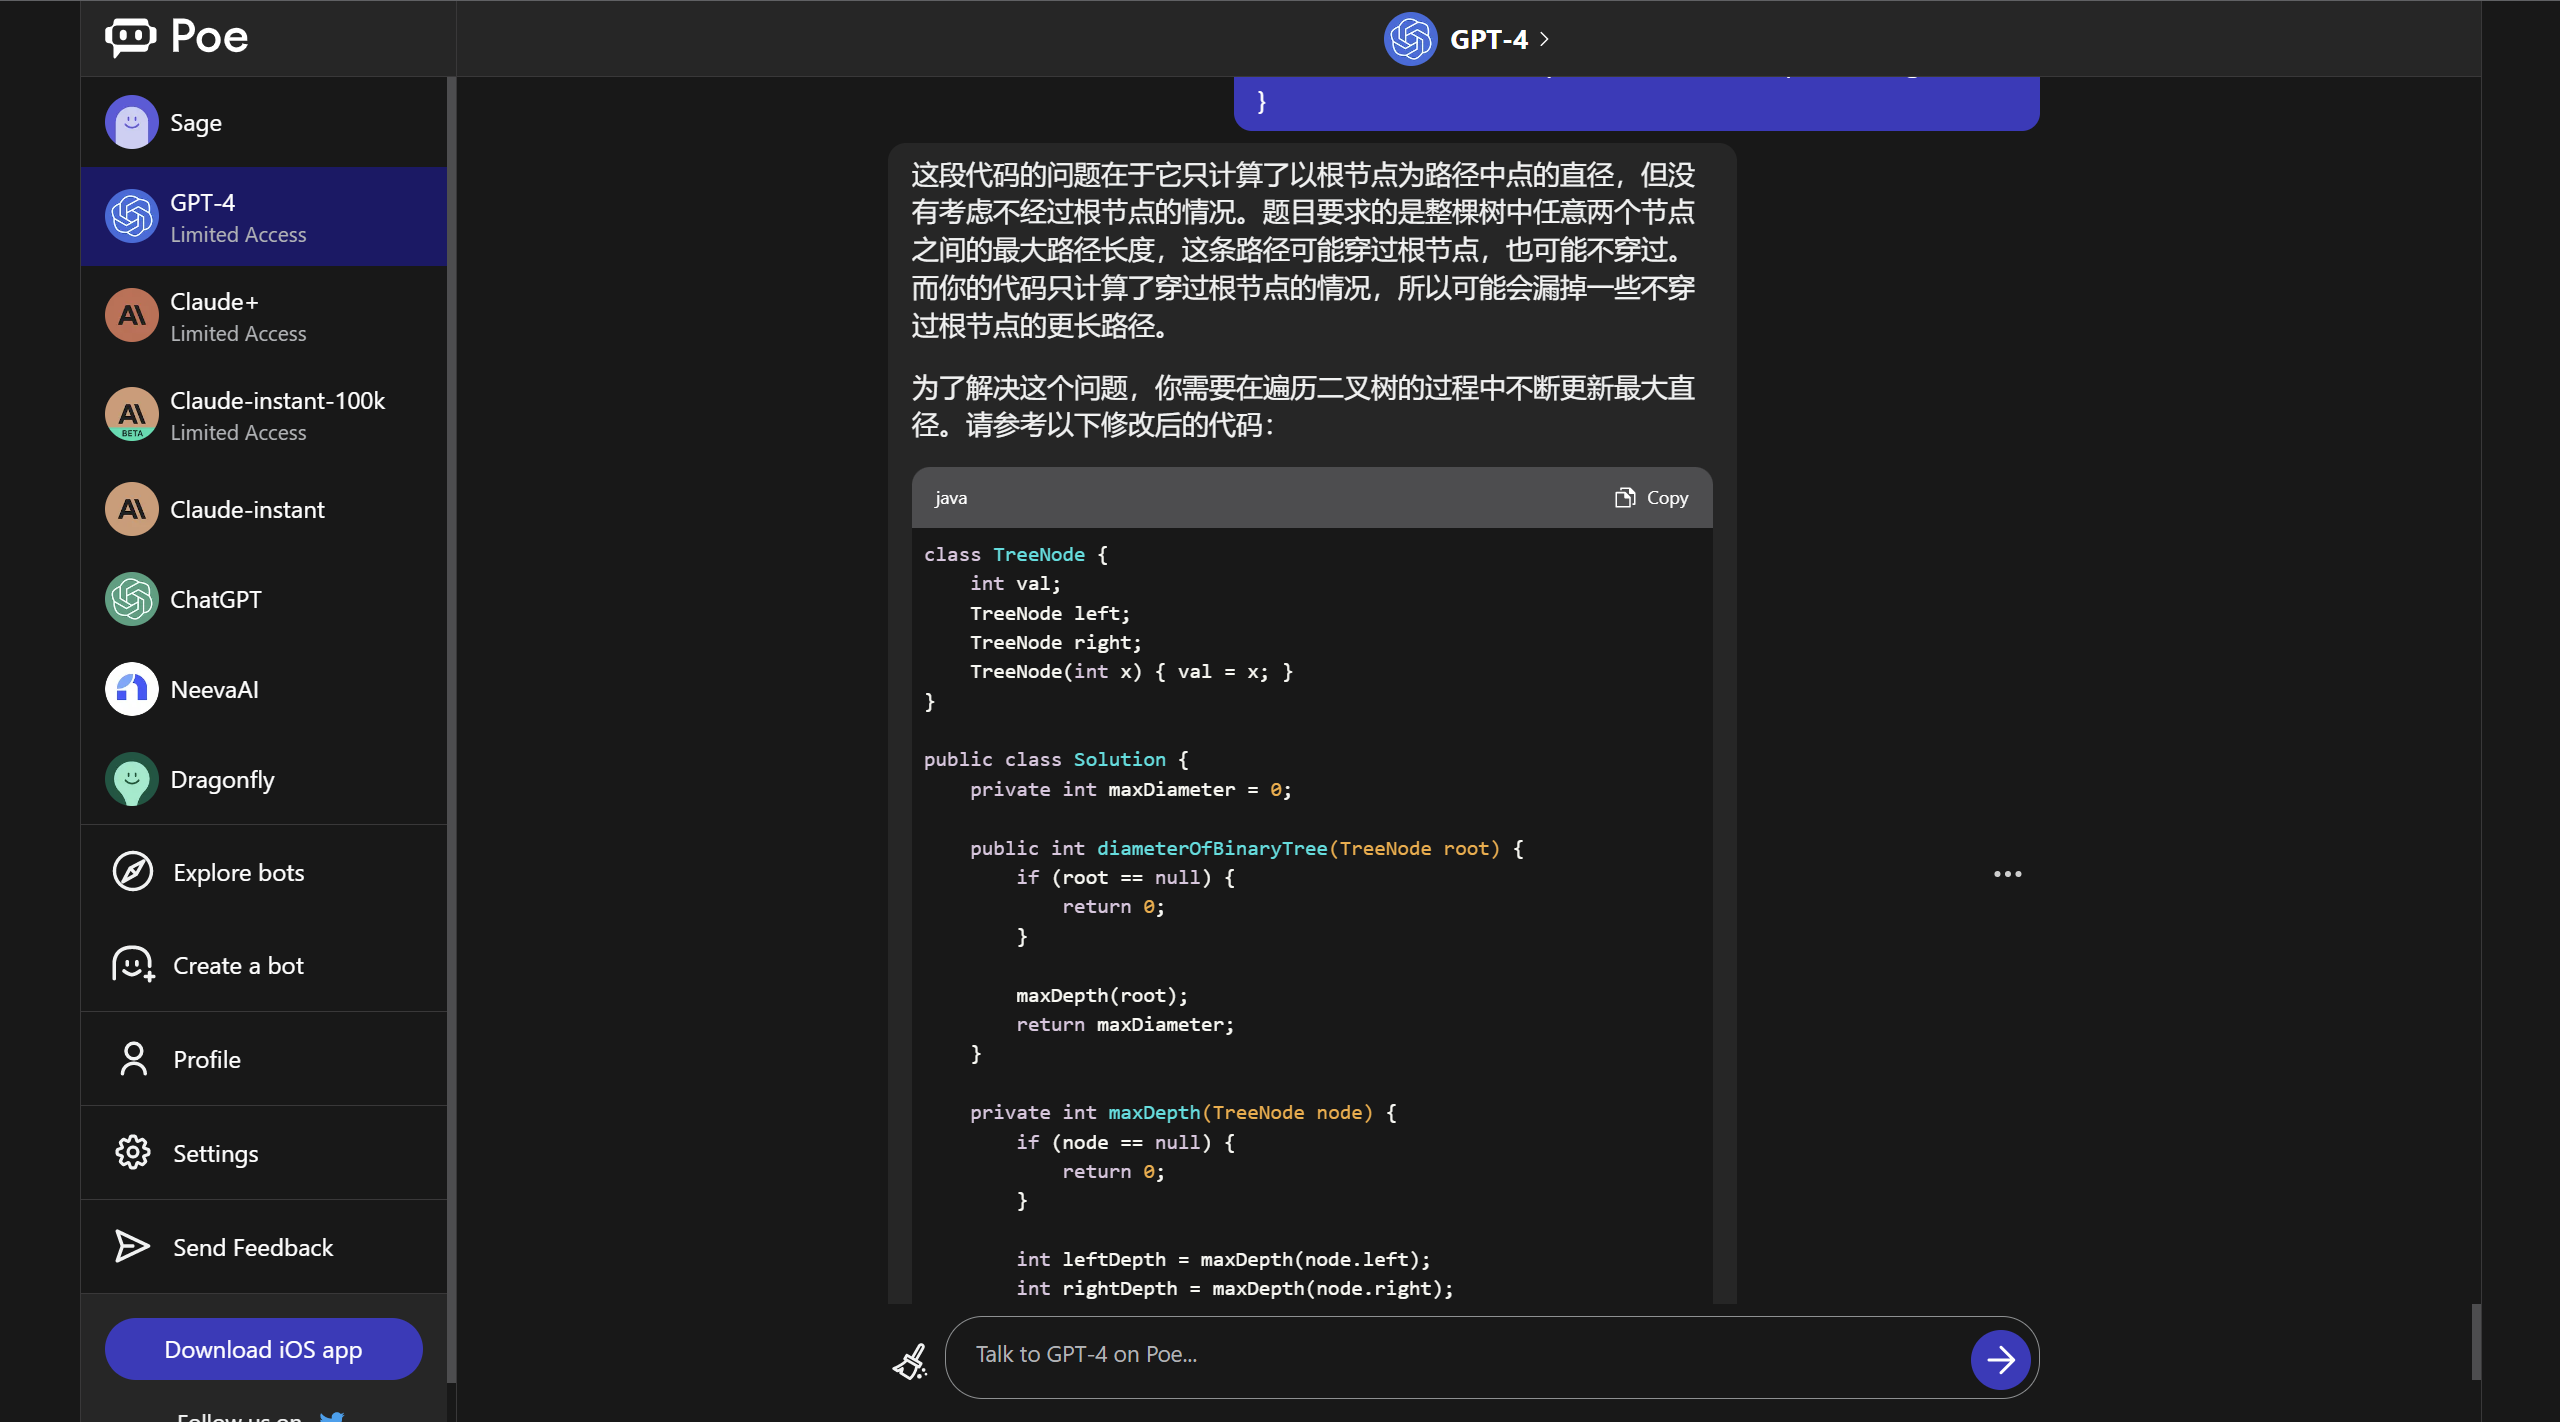 Poe
GPT-4
Sage
GPT-4
Limited Access
Claude+
Limited Access
Claude-instant-100k
Limited Access
BETA
Claude-instant
ChatGPT
NeevaAI
Dragonfly
Explore bots
Create a bot
Profile
Settings
Send Feedback
Download iOS app
Follow us on
}
这段代码的问题在于它只计算了以根节点为路径中点的直径，但没
有考虑不经过根节点的情况。题目要求的是整棵树中任意两个节点
之间的最大路径长度，这条路径可能穿过根节点，也可能不穿过。
而你的代码只计算了穿过根节点的情况，所以可能会漏掉一些不穿
过根节点的更长路径。
为了解决这个问题，你需要在遍历二叉树的过程中不断更新最大直
径。请参考以下修改后的代码：
java
Copy
class TreeNode {
    int val;
    TreeNode left;
    TreeNode right;
    TreeNode(int x) { val = x; }
}
public class Solution {
    private int maxDiameter = 0;
    public int diameterOfBinaryTree(TreeNode root) {
        if (root == null) {
            return 0;
        }
        maxDepth(root);
        return maxDiameter;
    }
    private int maxDepth(TreeNode node) {
        if (node == null) {
            return 0;
        }
        int leftDepth = maxDepth(node.left);
        int rightDepth = maxDepth(node.right);
Talk to GPT-4 on Poe...